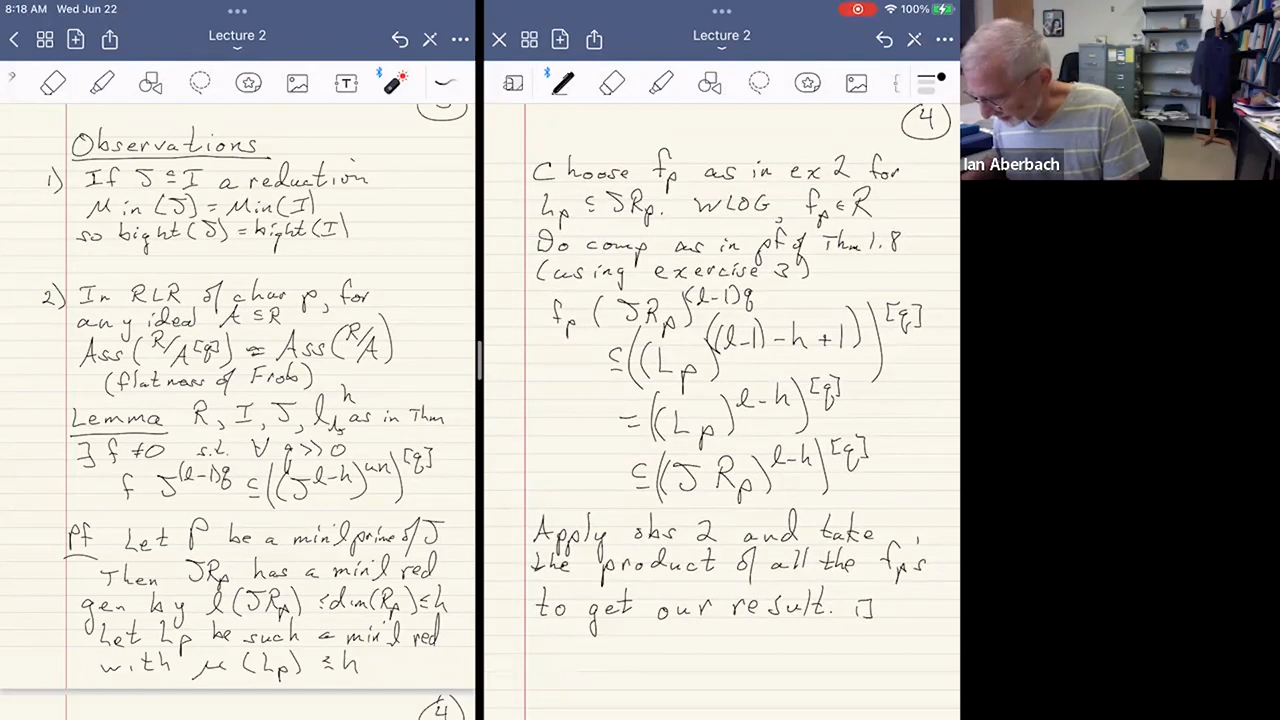 8:18 AM Wed Jun 22
100%
Lecture 2
Lecture 2
T
Observations
1) If J ⊆ I a reduction
Min(J) = Min(I)
so bight(J) = bight(I)
2) In RLR of char p, for
any ideal A ⊆ R
Ass(R/A^[q]) = Ass(R/A)
(flatness of Frob)
Lemma R, I, J, l, h as in Thm
∃ f ≠ 0 s.t. ∀ q >> 0
f J^(l-1)q ⊆ ((J^l-h)^un)^[q]
pf Let P be a min'l prime of J
Then JR_p has a min'l red
gen by l(JR_p) ≤ dim(R_p) ≤ h
Let L_p be such a min'l red
with μ(L_p) ≤ h
4
4
Choose f_p as in ex 2 for
L_p ⊆ JR_p. WLOG, f_p ∈ R
Do comp as in pf of Thm 1.8
(using exercise 3)
f_p (JR_p)^(l-1)q
⊆ ((L_p)^((l-1)-h+1))^[q]
= ((L_p)^l-h)^[q]
⊆ ((JR_p)^l-h)^[q]
Apply obs 2 and take
the product of all the f_p's
to get our result. □
Ian Aberbach